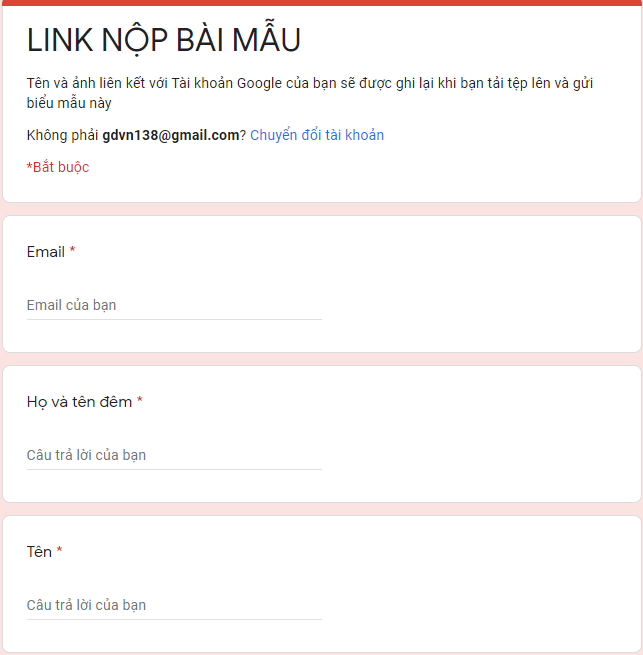 LINK NỘP BÀI MẪU
Tên và ảnh liên kết với Tài khoản Google của bạn sẽ được ghi lại khi bạn tải tệp lên và gửi
biểu mẫu này
Không phải gdvn138@gmail.com? Chuyển đổi tài khoản
*Bắt buộc
Email *
Email của bạn
Họ và tên đêm *
Câu trả lời của bạn
Tên *
Câu trả lời của bạn